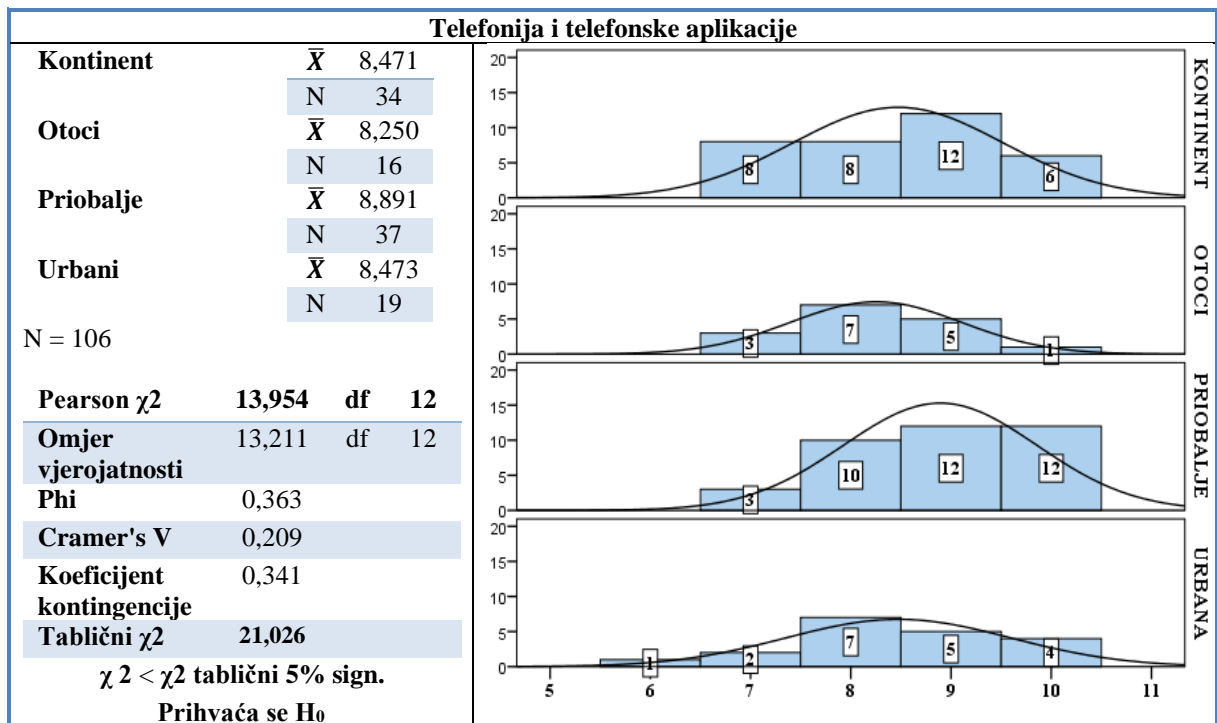 Telefonija i telefonske aplikacije
Kontinent X̄ 8,471
N 34
Otoci X̄ 8,250
N 16
Priobalje X̄ 8,891
N 37
Urbani X̄ 8,473
N 19
N = 106
Pearson χ2 13,954 df 12
Omjer 13,211 df 12
vjerojatnosti
Phi 0,363
Cramer's V 0,209
Koeficijent 0,341
kontingencije
Tablični χ2 21,026
χ 2 < χ2 tablični 5% sign.
Prihvaća se H₀
20
15
10
5
0
8 8 12 6
KONTINENT
20
15
10
5
0
3 7 5 1
OTOCI
20
15
10
5
0
3 10 12 12
PRIOBALJE
20
15
10
5
0
1 2 7 5 4
URBANA
5 6 7 8 9 10 11